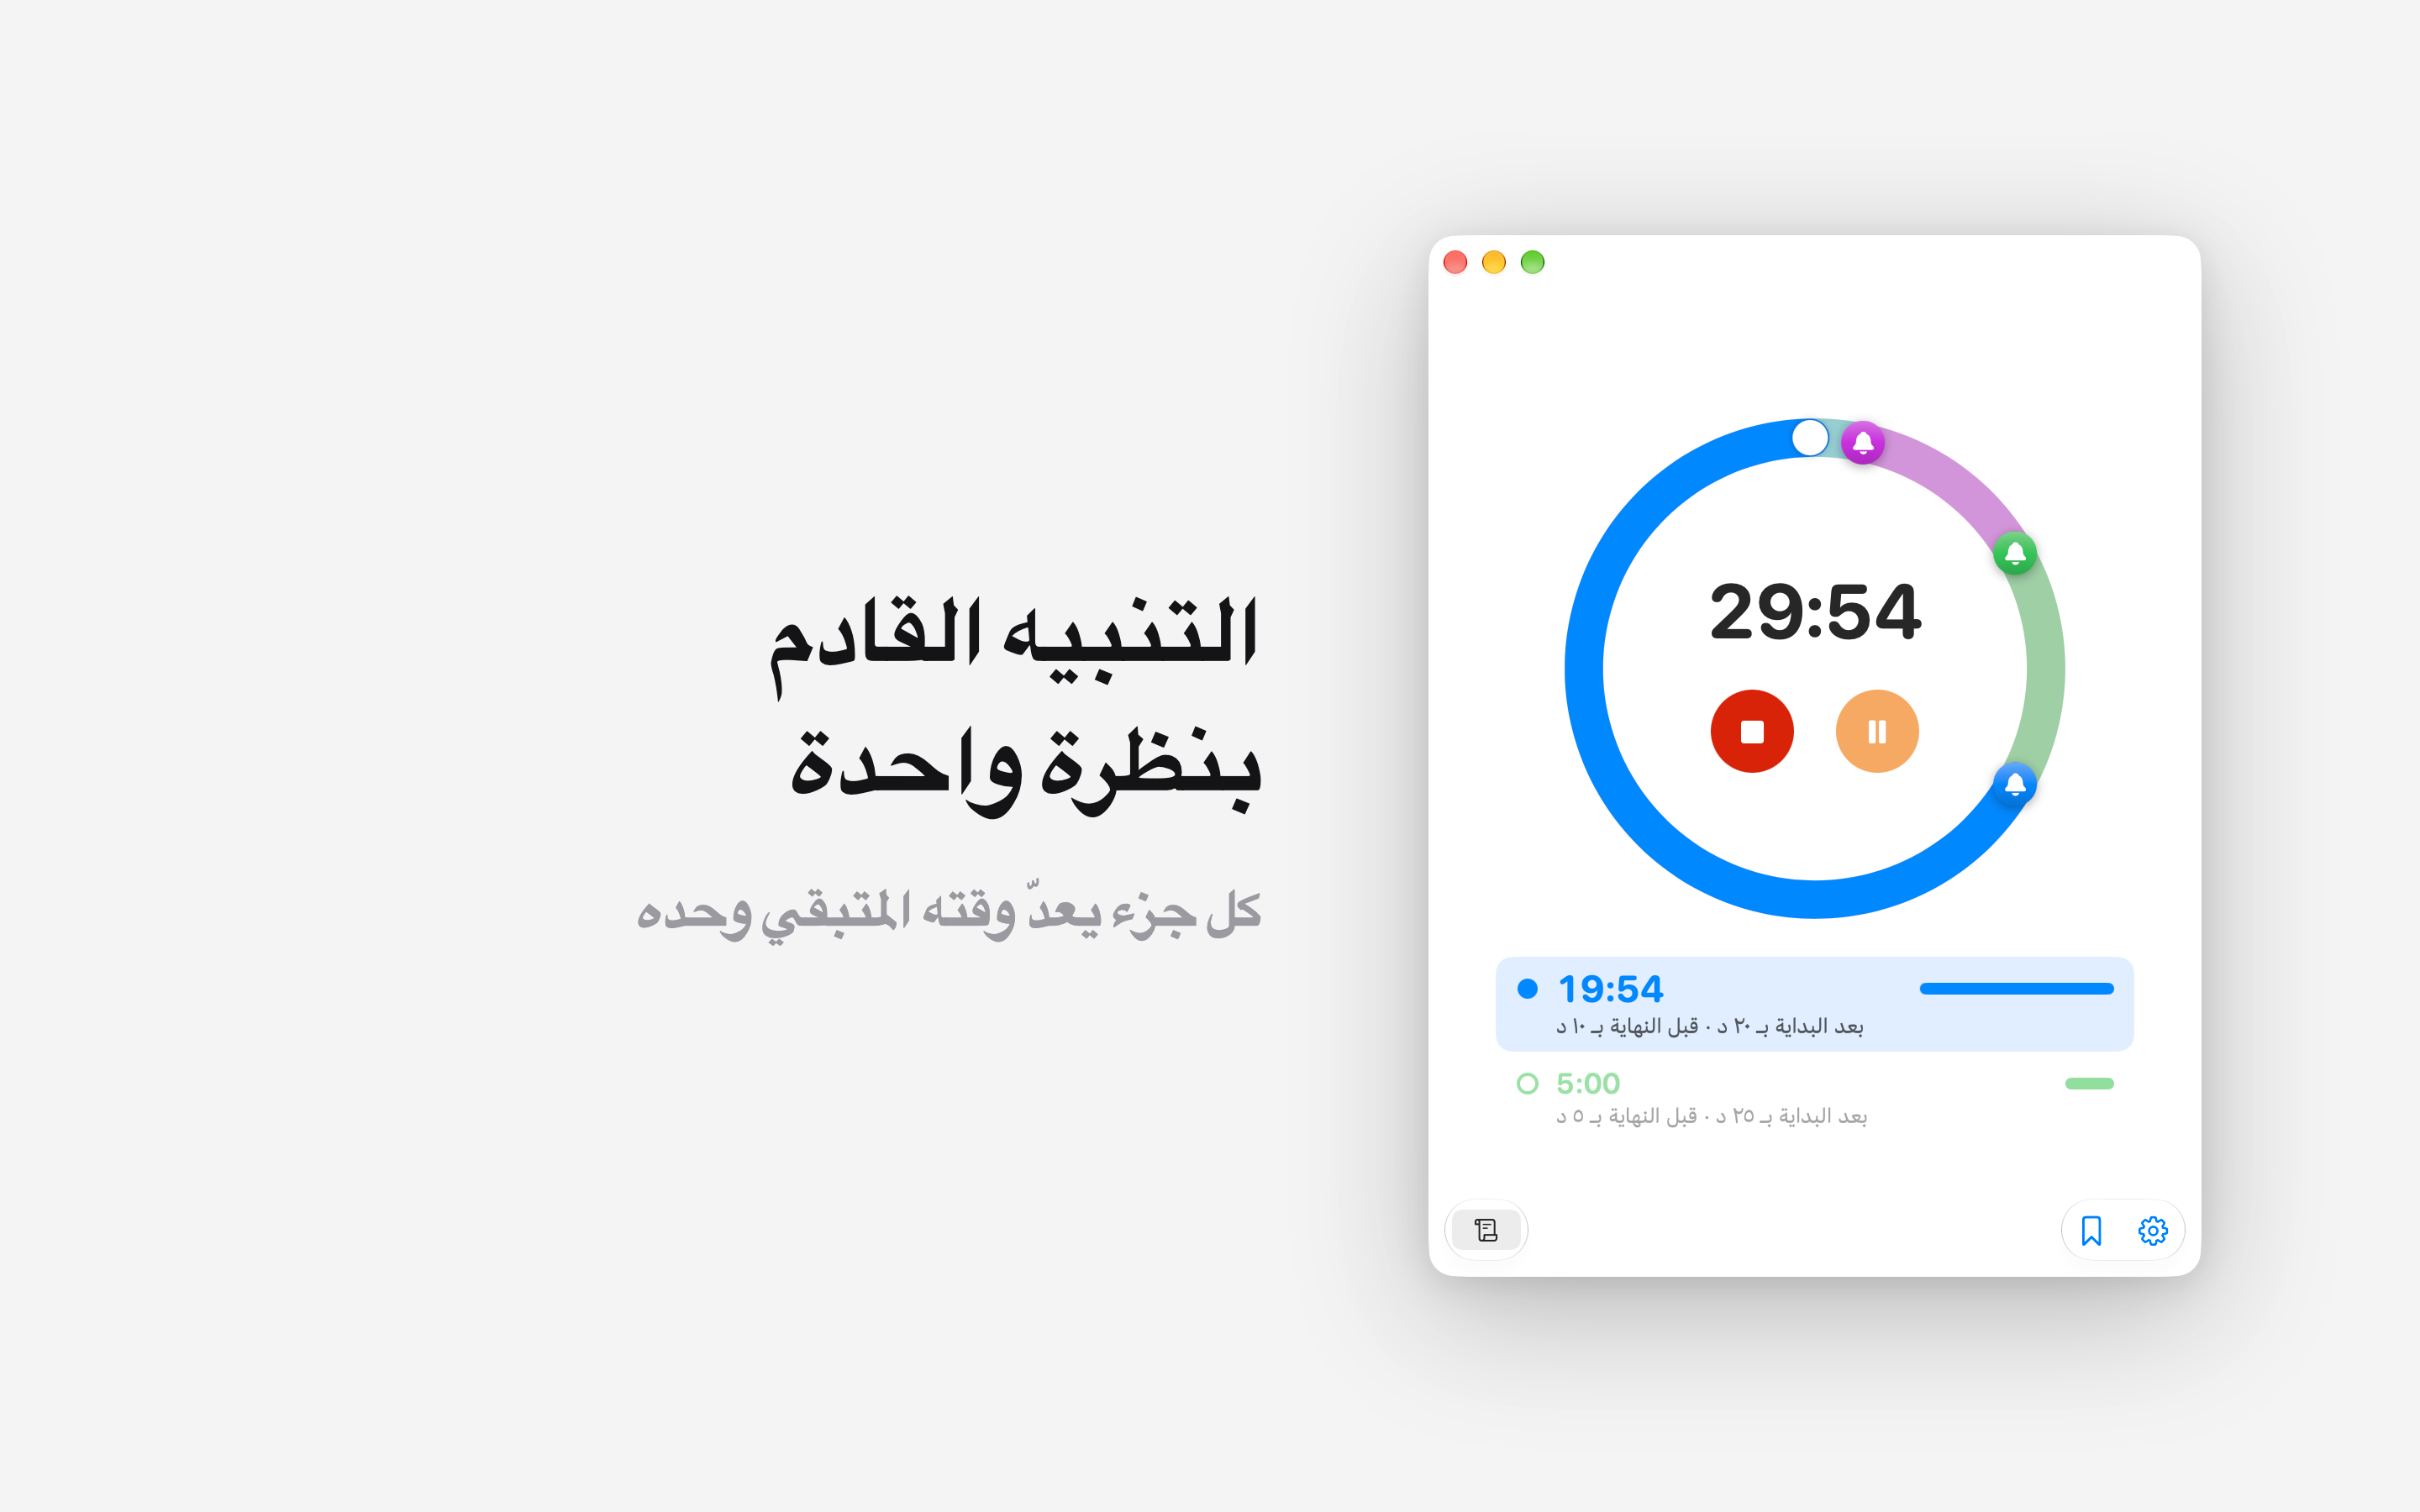 التنبيه القادم
بنظرة واحدة
كل جزء يعدّ وقته المتبقي وحده
29:54
19:54
بعد البداية بـ ٢٠ د · قبل النهاية بـ ١٠ د
5:00
بعد البداية بـ ٢٥ د · قبل النهاية بـ ٥ د